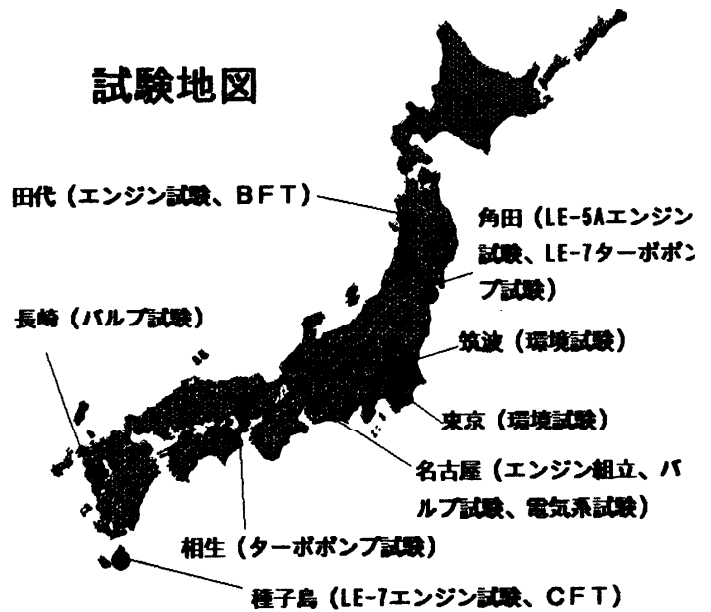 試験地図
田代（エンジン試験、ＢＦＴ）
角田（LE-5Aエンジン
試験、LE-7ターボポン
プ試験）
長崎（バルブ試験）
筑波（環境試験）
東京（環境試験）
名古屋（エンジン組立、バ
ルブ試験、電気系試験）
相生（ターボポンプ試験）
種子島（LE-7エンジン試験、ＣＦＴ）